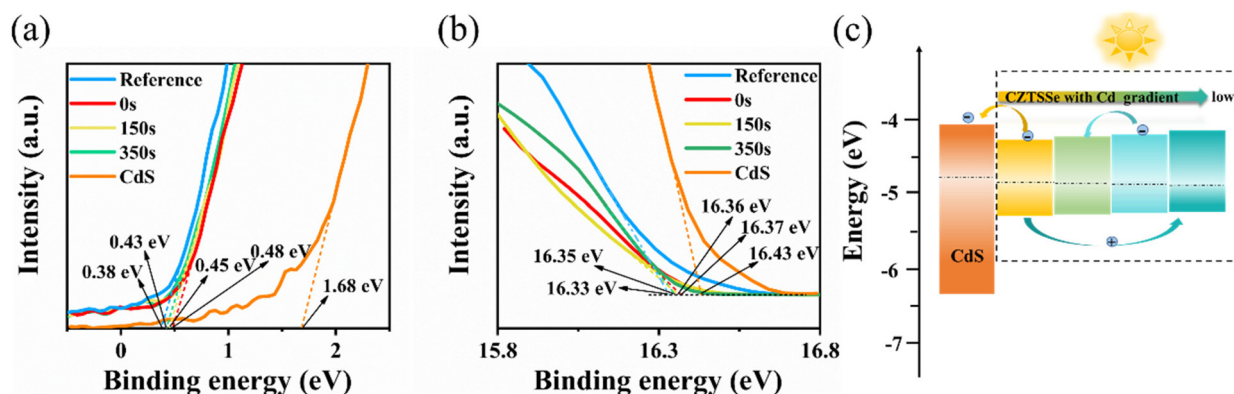 (a)
Intensity (a.u.)
Reference
0s
150s
350s
CdS
0.43 eV
0.38 eV
0.45 eV
0.48 eV
1.68 eV
0
1
2
Binding energy (eV)
(b)
Intensity (a.u.)
Reference
0s
150s
350s
CdS
16.36 eV
16.37 eV
16.35 eV
16.43 eV
16.33 eV
15.8
16.3
16.8
Binding energy (eV)
(c)
CZTSSe with Cd gradient
low
Energy (eV)
-4
-5
-6
-7
CdS